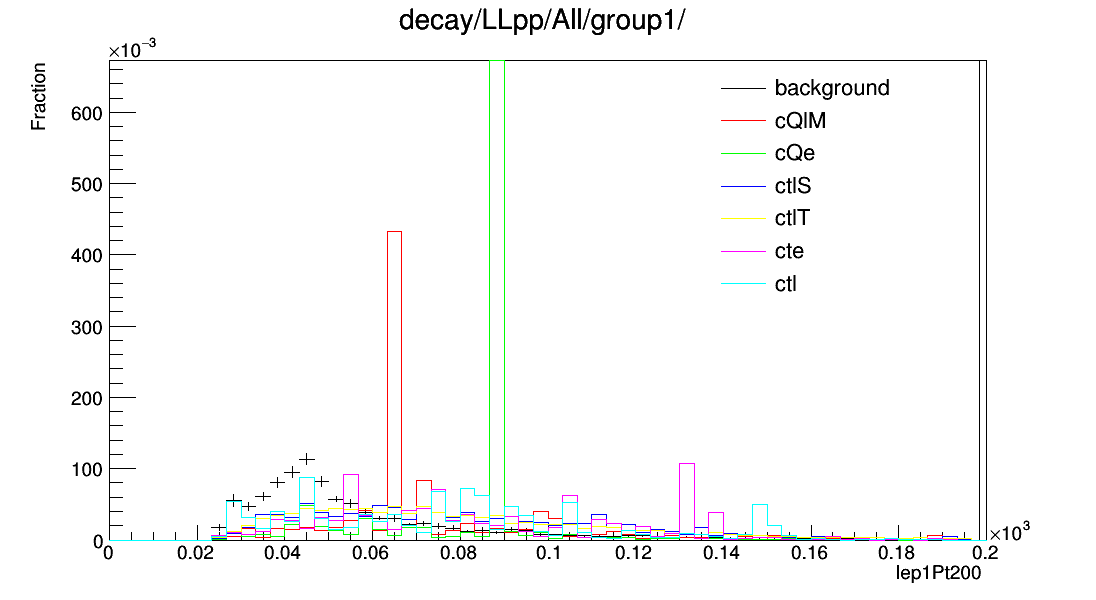 decay/LLpp/All/group1/
×10⁻³
Fraction
600
500
400
300
200
100
0
background
cQlM
cQe
ctlS
ctlT
cte
ctl
0 0.02 0.04 0.06 0.08 0.1 0.12 0.14 0.16 0.18 0.2
×10³
lep1Pt200